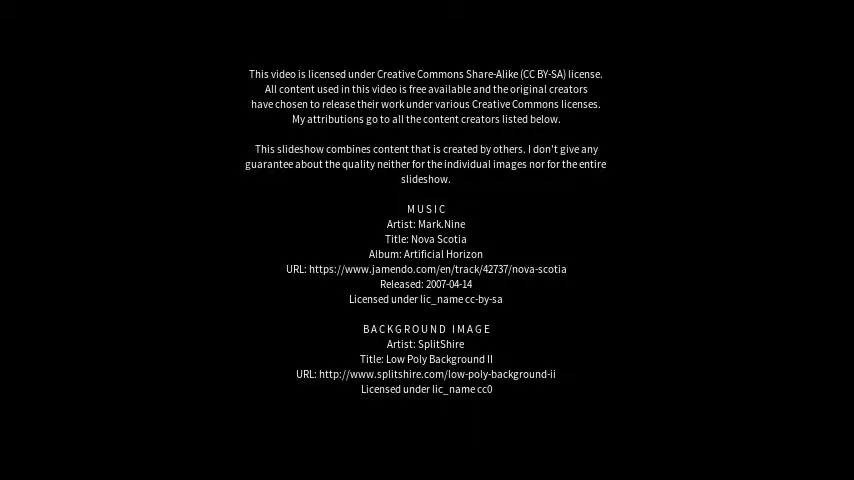 This video is licensed under Creative Commons Share-Alike (CC BY-SA) license.
All content used in this video is free available and the original creators
have chosen to release their work under various Creative Commons licenses.
My attributions go to all the content creators listed below.
This slideshow combines content that is created by others. I don't give any
guarantee about the quality neither for the individual images nor for the entire
slideshow.
MUSIC
Artist: Mark.Nine
Title: Nova Scotia
Album: Artificial Horizon
URL: https://www.jamendo.com/en/track/42737/nova-scotia
Released: 2007-04-14
Licensed under lic_name cc-by-sa
BACKGROUND IMAGE
Artist: SplitShire
Title: Low Poly Background II
URL: http://www.splitshire.com/low-poly-background-ii
Licensed under lic_name cc0